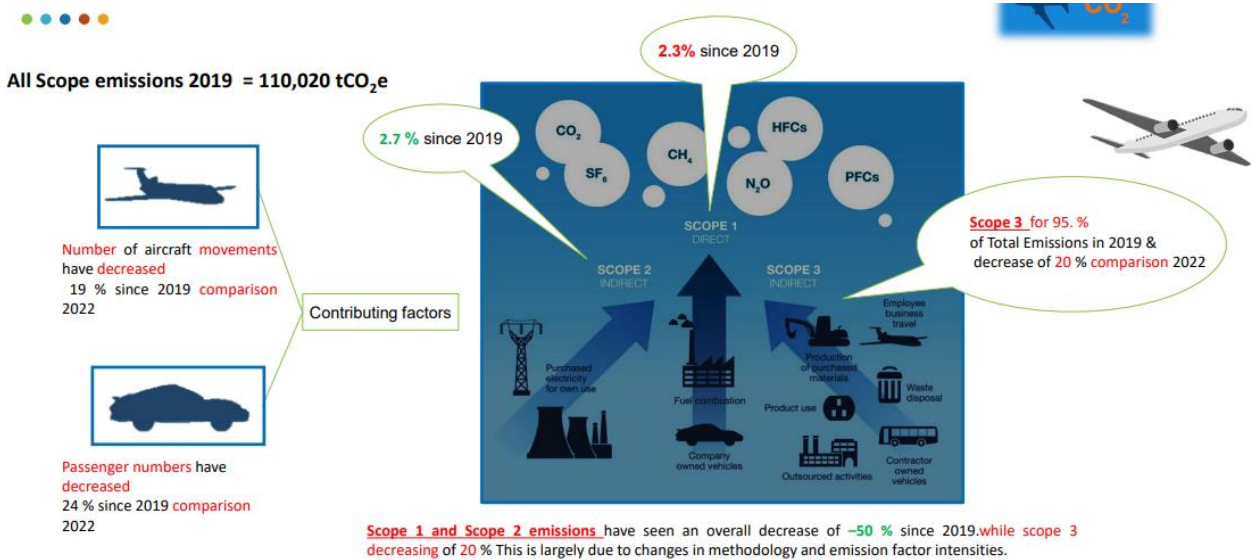 CO2
All Scope emissions 2019 = 110,020 tCO2e
2.3% since 2019
2.7 % since 2019
CO2
SF6
CH4
HFCs
N2O
PFCs
SCOPE 1
DIRECT
SCOPE 2
INDIRECT
SCOPE 3
INDIRECT
Scope 3 for 95. %
of Total Emissions in 2019 &
decrease of 20 % comparison 2022
Number of aircraft movements
have decreased
19 % since 2019 comparison
2022
Contributing factors
Passenger numbers have
decreased
24 % since 2019 comparison
2022
Purchased
electricity
for own use
Fuel combustion
Company
owned vehicles
Employee
business
travel
Production
of purchased
materials
Waste
disposal
Product use
Outsourced activities
Contractor
owned
vehicles
Scope 1 and Scope 2 emissions have seen an overall decrease of –50 % since 2019.while scope 3
decreasing of 20 % This is largely due to changes in methodology and emission factor intensities.